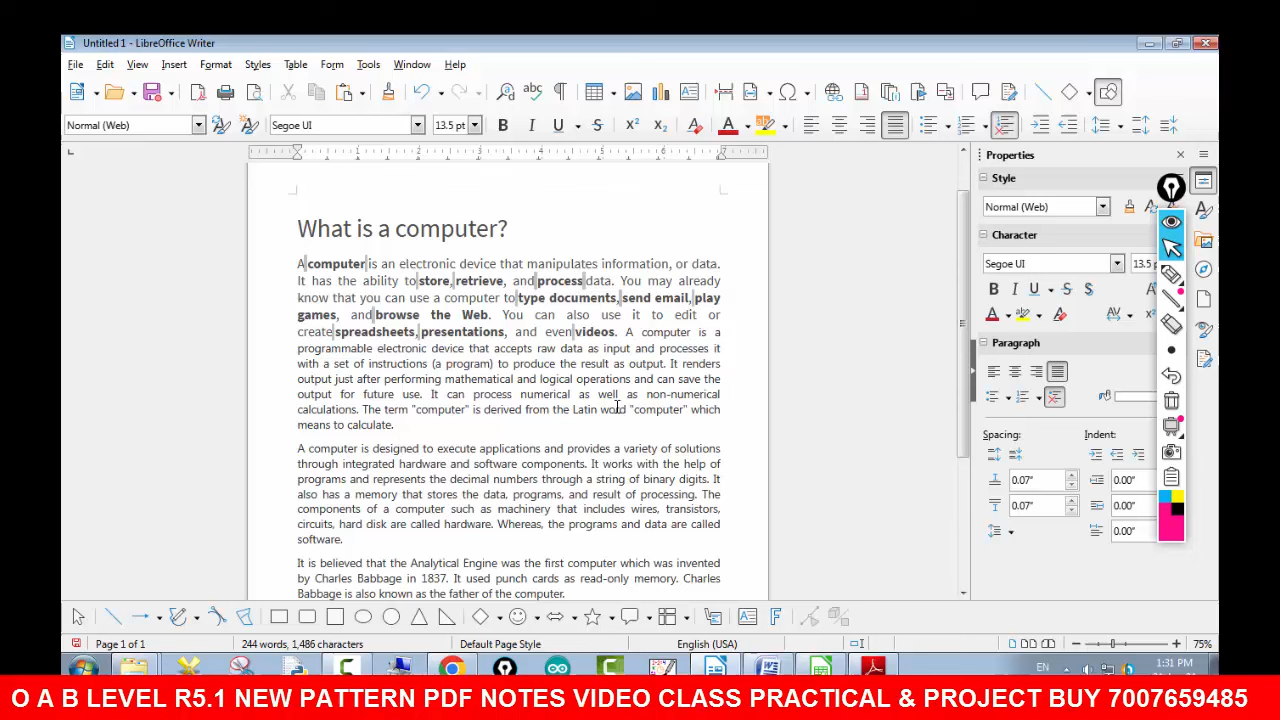 Untitled 1 - LibreOffice Writer
File Edit View Insert Format Styles Table Form Tools Window Help
Normal (Web) Segoe UI 13.5 pt
1 2 3 4 5 6 7
Properties
Style
Normal (Web)
Character
Segoe UI 13.5
Paragraph
Spacing: Indent:
0.07" 0.00"
0.07" 0.00"
0.00"
What is a computer?
A computer is an electronic device that manipulates information, or data.
It has the ability to store, retrieve, and process data. You may already
know that you can use a computer to type documents, send email, play
games, and browse the Web. You can also use it to edit or
create spreadsheets, presentations, and even videos. A computer is a
programmable electronic device that accepts raw data as input and processes it
with a set of instructions (a program) to produce the result as output. It renders
output just after performing mathematical and logical operations and can save the
output for future use. It can process numerical as well as non-numerical
calculations. The term "computer" is derived from the Latin word "computer" which
means to calculate.
A computer is designed to execute applications and provides a variety of solutions
through integrated hardware and software components. It works with the help of
programs and represents the decimal numbers through a string of binary digits. It
also has a memory that stores the data, programs, and result of processing. The
components of a computer such as machinery that includes wires, transistors,
circuits, hard disk are called hardware. Whereas, the programs and data are called
software.
It is believed that the Analytical Engine was the first computer which was invented
by Charles Babbage in 1837. It used punch cards as read-only memory. Charles
Babbage is also known as the father of the computer.
Page 1 of 1 244 words, 1,486 characters Default Page Style English (USA) 75%
EN 1:31 PM
O A B LEVEL R5.1 NEW PATTERN PDF NOTES VIDEO CLASS PRACTICAL & PROJECT BUY 7007659485